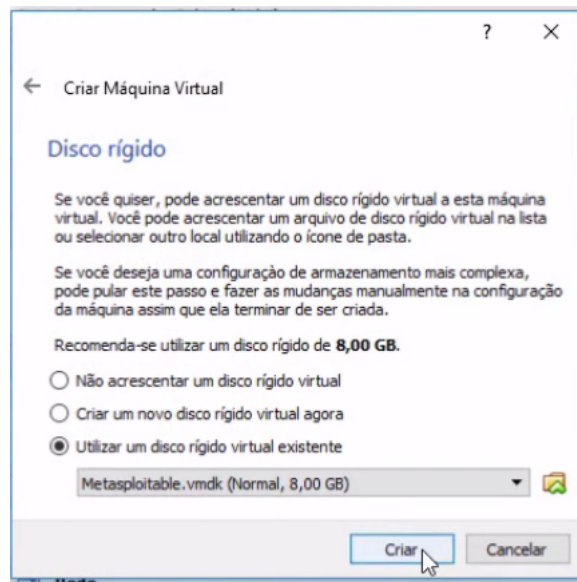 ?
Criar Máquina Virtual
Disco rígido
Se você quiser, pode acrescentar um disco rígido virtual a esta máquina
virtual. Você pode acrescentar um arquivo de disco rígido virtual na lista
ou selecionar outro local utilizando o ícone de pasta.
Se você deseja uma configuração de armazenamento mais complexa,
pode pular este passo e fazer as mudanças manualmente na configuração
da máquina assim que ela terminar de ser criada.
Recomenda-se utilizar um disco rígido de 8,00 GB.
Não acrescentar um disco rígido virtual
Criar um novo disco rígido virtual agora
Utilizar um disco rígido virtual existente
Metasploitable.vmdk (Normal, 8,00 GB)
Criar Cancelar